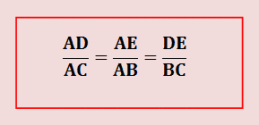 AD/AC = AE/AB = DE/BC